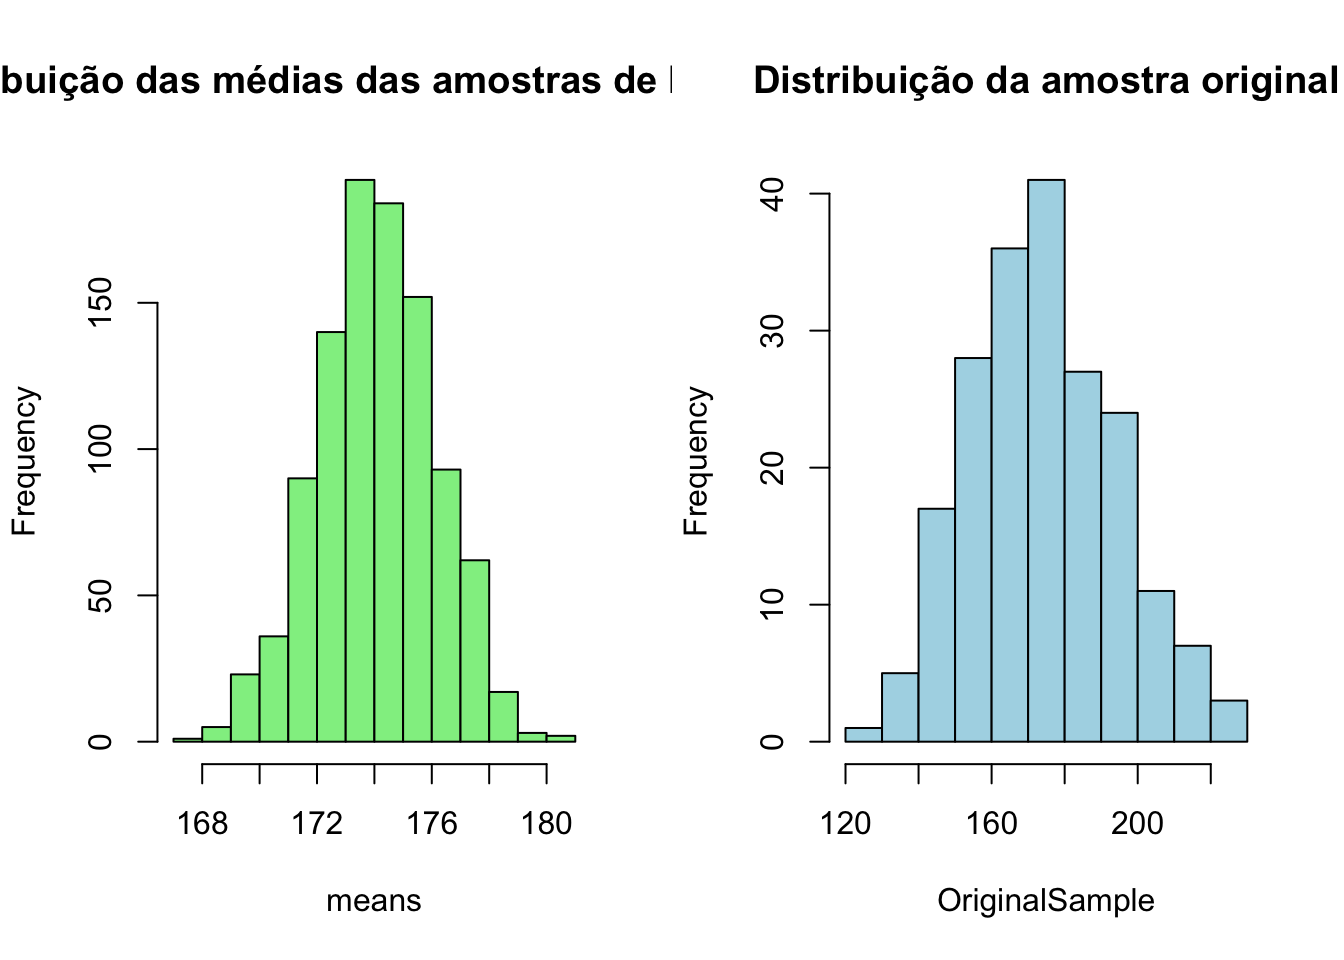 buição das médias das amostras de
Frequency
0
50
100
150
168
172
176
180
means
Distribuição da amostra original
Frequency
0
10
20
30
40
120
160
200
OriginalSample